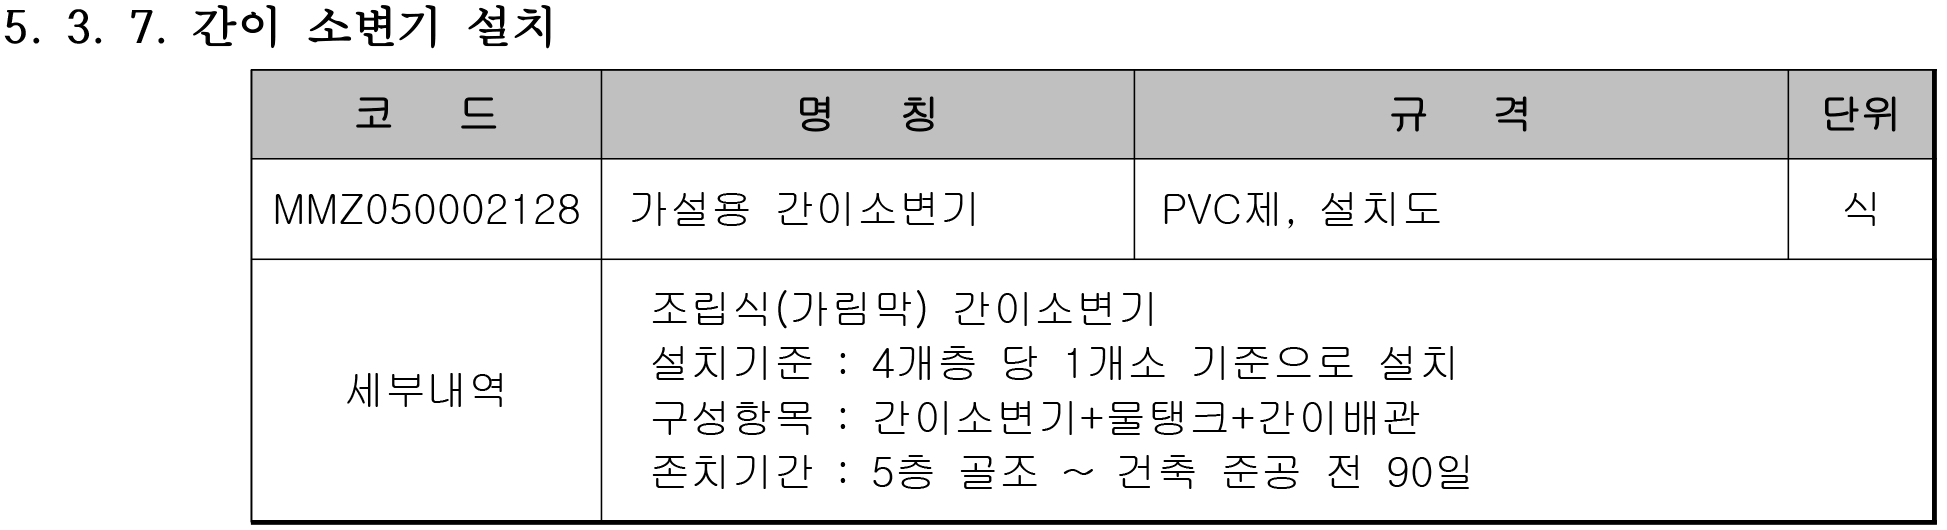 5. 3. 7. 간이 소변기 설치
코 드 명 칭 규 격 단위
MMZ050002128 가설용 간이소변기 PVC제, 설치도 식
조립식(가림막) 간이소변기
설치기준 : 4개층 당 1개소 기준으로 설치
세부내역
구성항목 : 간이소변기+물탱크+간이배관
존치기간 : 5층 골조 ~ 건축 준공 전 90일